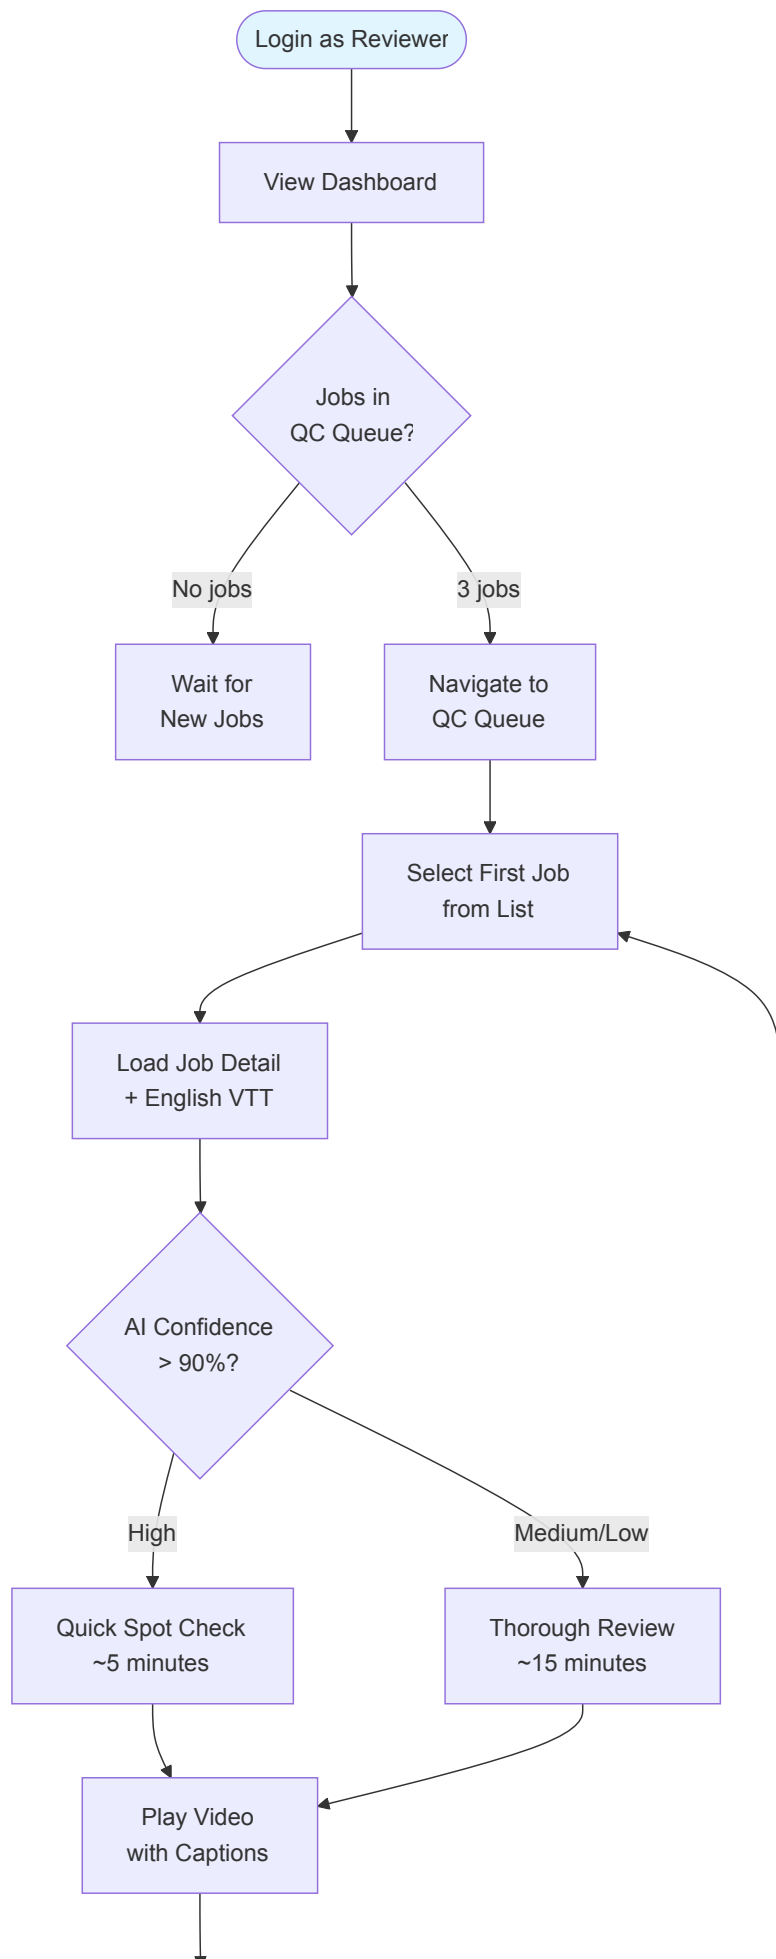 Login as Reviewer
View Dashboard
Jobs in
QC Queue?
No jobs
3 jobs
Wait for
New Jobs
Navigate to
QC Queue
Select First Job
from List
Load Job Detail
+ English VTT
AI Confidence
> 90%?
High
Medium/Low
Quick Spot Check
~5 minutes
Thorough Review
~15 minutes
Play Video
with Captions